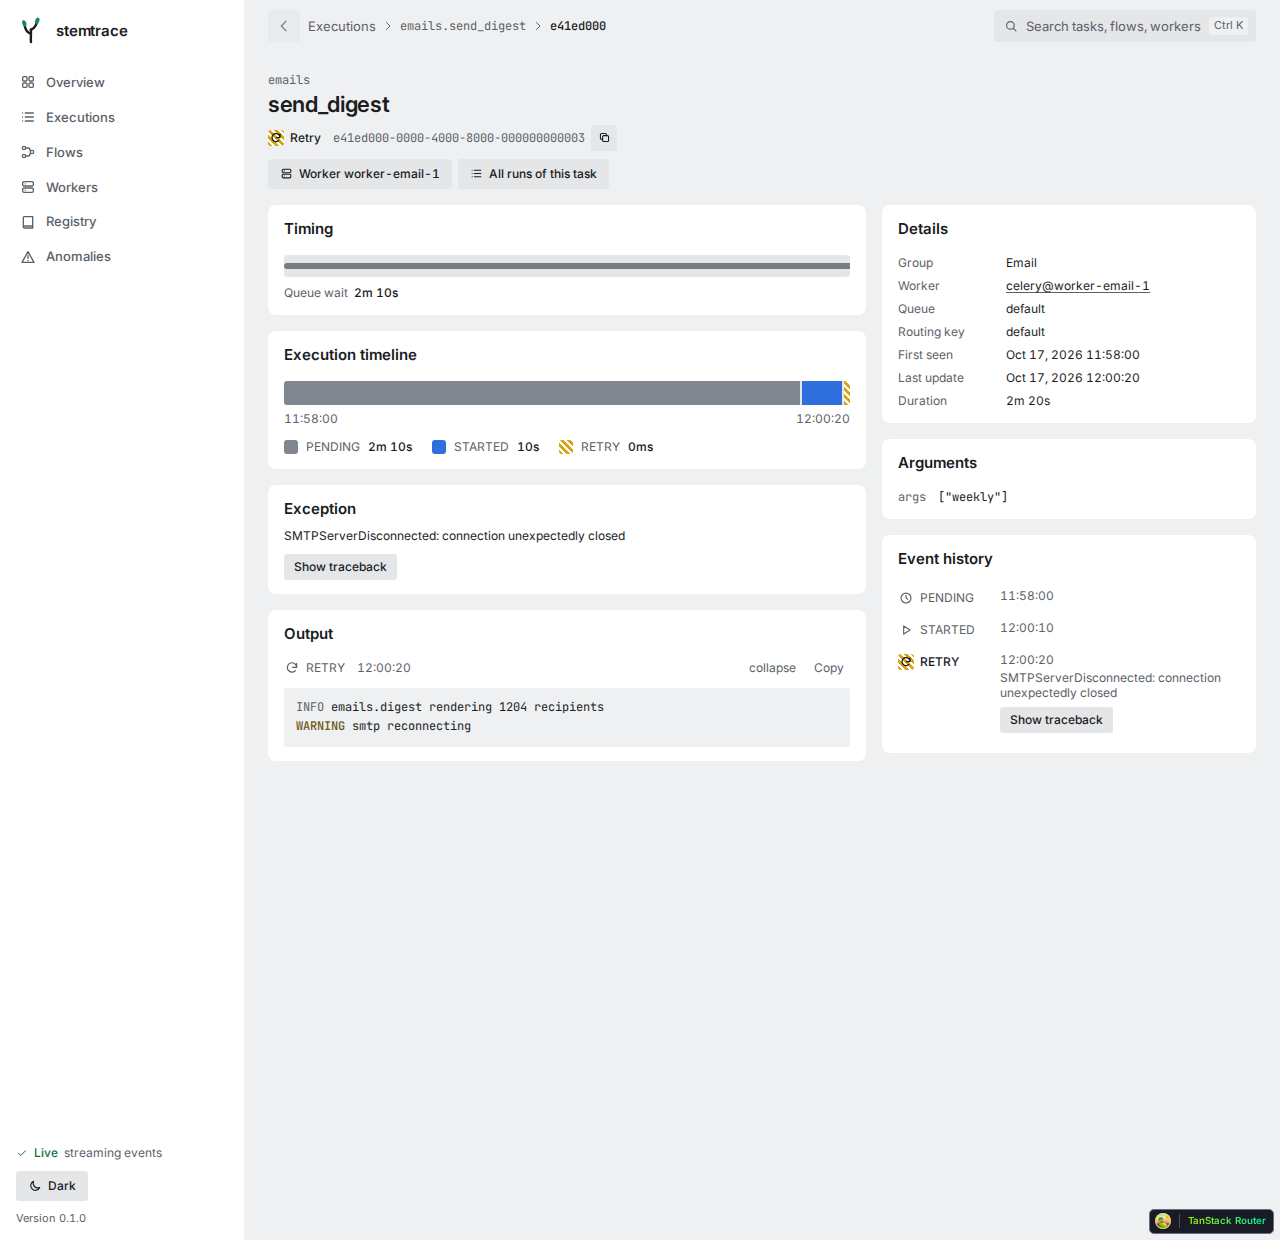 stemtrace
Overview
Executions
Flows
Workers
Registry
Anomalies
Live streaming events
Dark
Version 0.1.0
Executions > emails.send_digest > e41ed000
Search tasks, flows, workers Ctrl K
emails
send_digest
Retry e41ed000-0000-4000-8000-000000000003
Worker worker-email-1 All runs of this task
Timing
Queue wait 2m 10s
Execution timeline
11:58:00 12:00:20
PENDING 2m 10s STARTED 10s RETRY 0ms
Exception
SMTPServerDisconnected: connection unexpectedly closed
Show traceback
Output
RETRY 12:00:20 collapse Copy
INFO emails.digest rendering 1204 recipients
WARNING smtp reconnecting
Details
Group Email
Worker celery@worker-email-1
Queue default
Routing key default
First seen Oct 17, 2026 11:58:00
Last update Oct 17, 2026 12:00:20
Duration 2m 20s
Arguments
args ["weekly"]
Event history
PENDING 11:58:00
STARTED 12:00:10
RETRY 12:00:20
SMTPServerDisconnected: connection
unexpectedly closed
Show traceback
TanStack Router